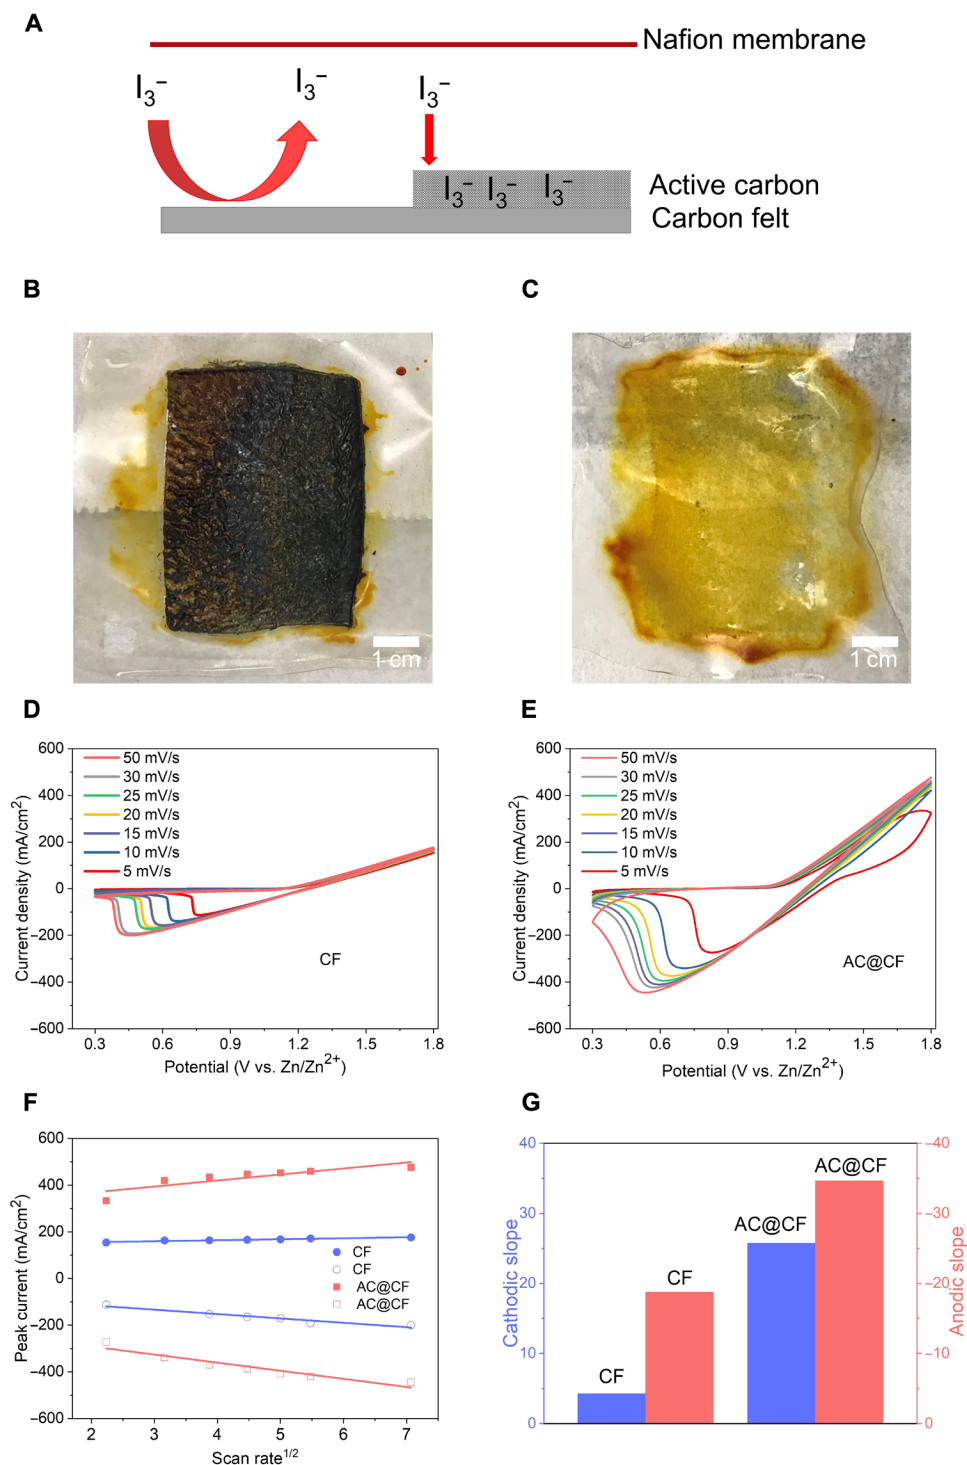 A
Nafion membrane
I₃⁻ I₃⁻ I₃⁻
I₃⁻ I₃⁻ I₃⁻
Active carbon
Carbon felt
B
1 cm
C
1 cm
D
600
400
200
0
−200
−400
−600
Current density (mA/cm²)
50 mV/s
30 mV/s
25 mV/s
20 mV/s
15 mV/s
10 mV/s
5 mV/s
CF
0.3 0.6 0.9 1.2 1.5 1.8
Potential (V vs. Zn/Zn²⁺)
E
600
400
200
0
−200
−400
−600
Current density (mA/cm²)
50 mV/s
30 mV/s
25 mV/s
20 mV/s
15 mV/s
10 mV/s
5 mV/s
AC@CF
0.3 0.6 0.9 1.2 1.5 1.8
Potential (V vs. Zn/Zn²⁺)
F
600
400
200
0
−200
−400
−600
Peak current (mA/cm²)
CF
CF
AC@CF
AC@CF
2 3 4 5 6 7
Scan rate¹/²
G
40
30
20
10
0
Cathodic slope
CF
CF
AC@CF
AC@CF
−40
−30
−20
−10
−0
Anodic slope